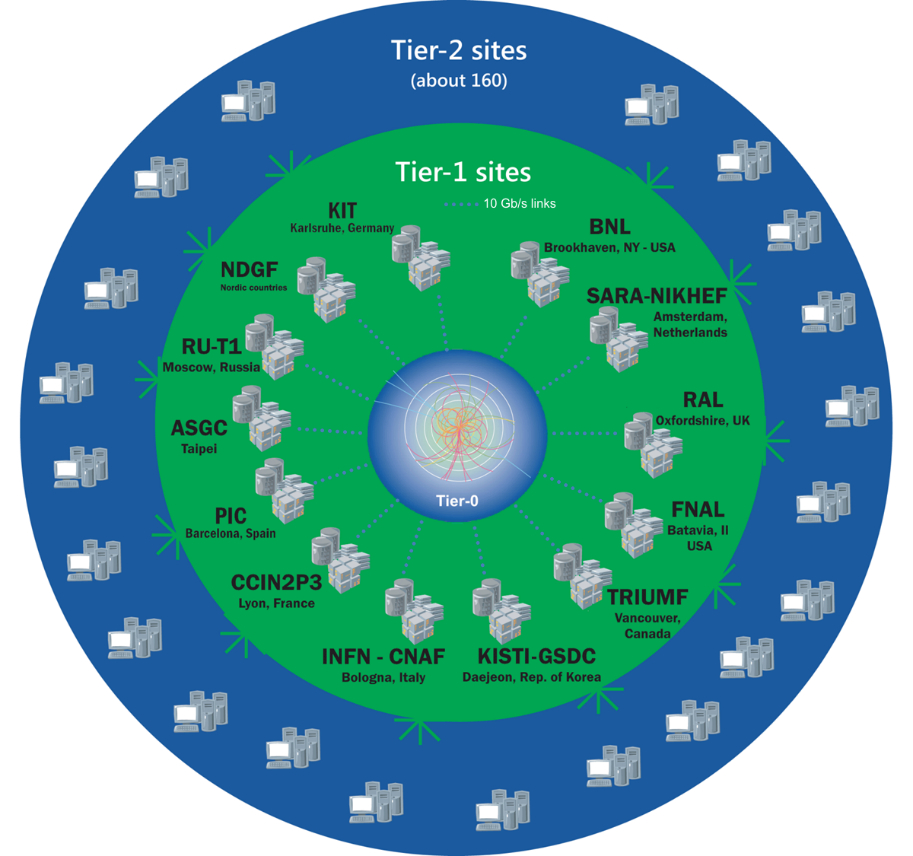 Tier-2 sites
(about 160)
Tier-1 sites
10 Gb/s links
KIT
Karlsruhe, Germany
BNL
Brookhaven, NY - USA
NDGF
Nordic countries
SARA-NIKHEF
Amsterdam,
Netherlands
RU-T1
Moscow, Russia
RAL
Oxfordshire, UK
ASGC
Taipei
Tier-0
PIC
Barcelona, Spain
FNAL
Batavia, Il
USA
CCIN2P3
Lyon, France
TRIUMF
Vancouver,
Canada
INFN - CNAF
Bologna, Italy
KISTI-GSDC
Daejeon, Rep. of Korea